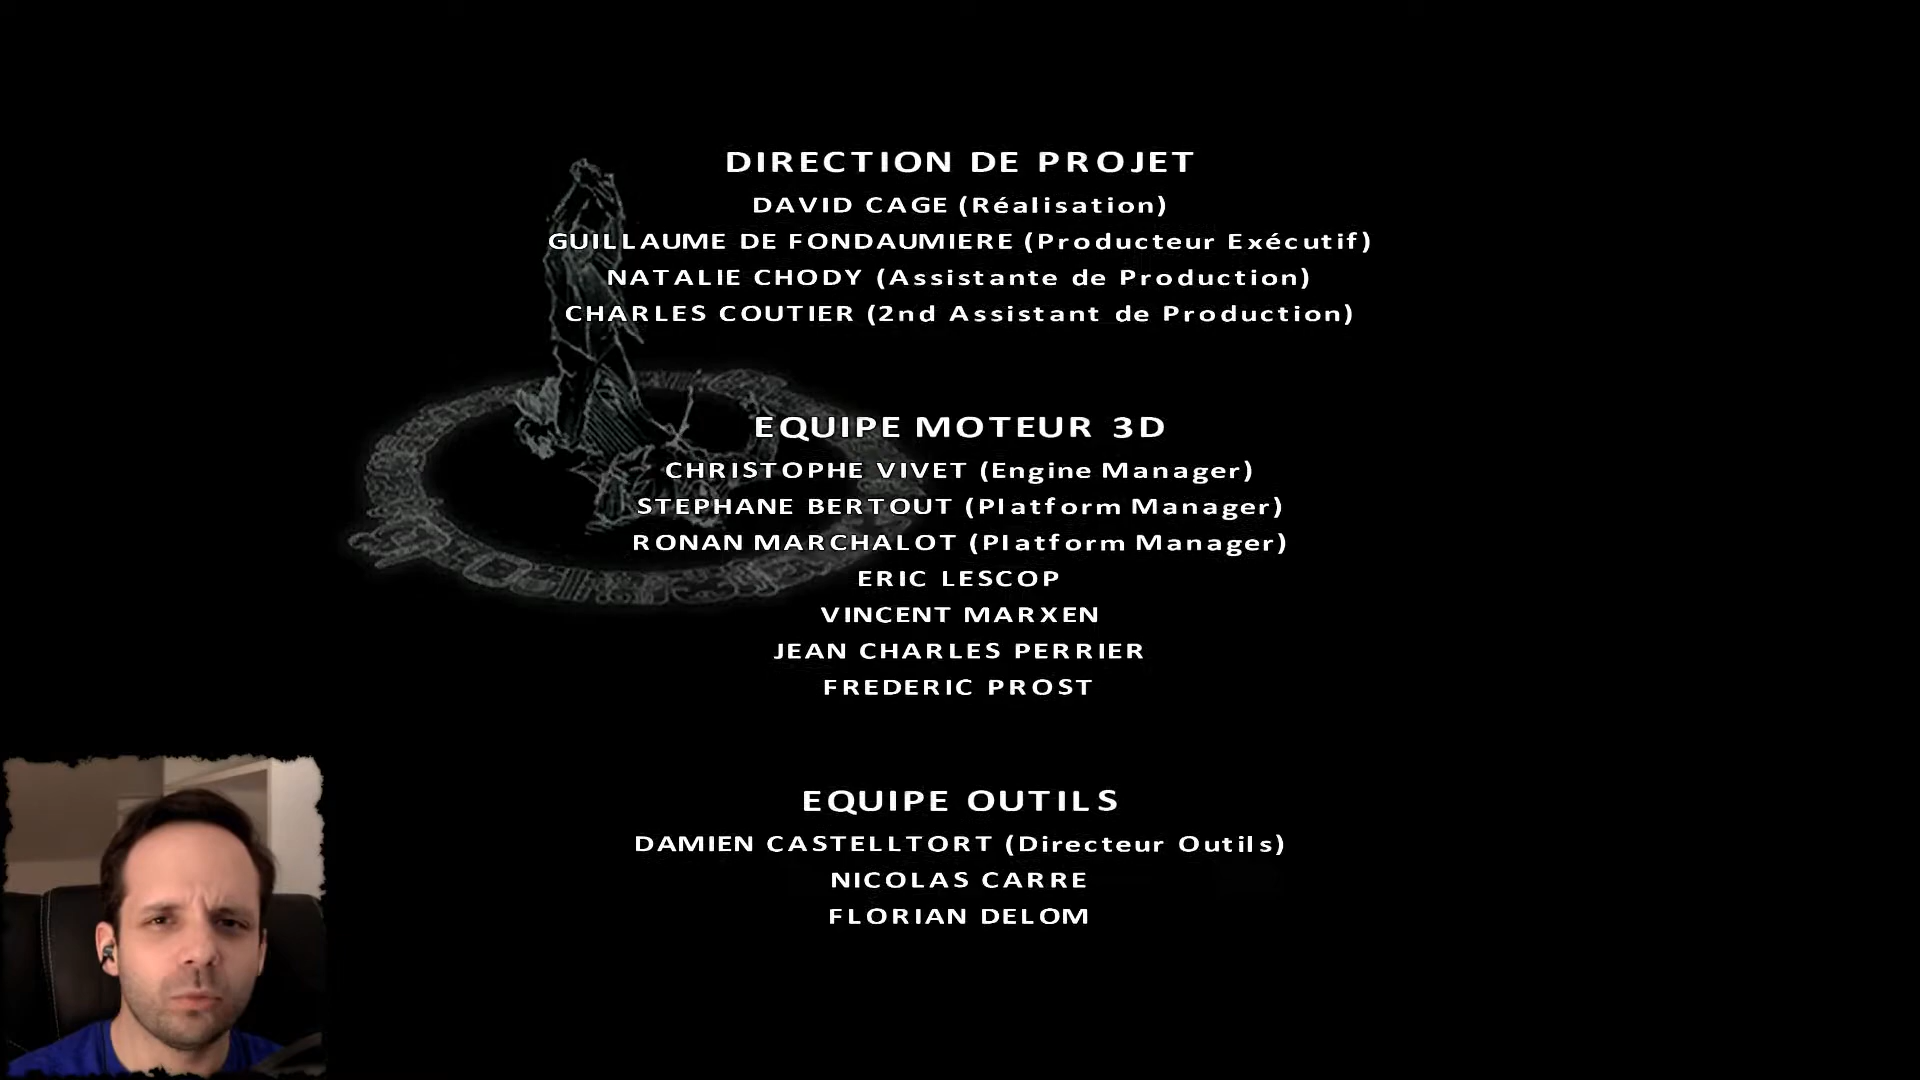 DIRECTION DE PROJET
DAVID CAGE (Réalisation)
GUILLAUME DE FONDAUMIERE (Producteur Exécutif)
NATALIE CHODY (Assistante de Production)
CHARLES COUTIER (2nd Assistant de Production)
EQUIPE MOTEUR 3D
CHRISTOPHE VIVET (Engine Manager)
STEPHANE BERTOUT (Platform Manager)
RONAN MARCHALOT (Platform Manager)
ERIC LESCOP
VINCENT MARXEN
JEAN CHARLES PERRIER
FREDERIC PROST
EQUIPE OUTILS
DAMIEN CASTELLTORT (Directeur Outils)
NICOLAS CARRE
FLORIAN DELOM